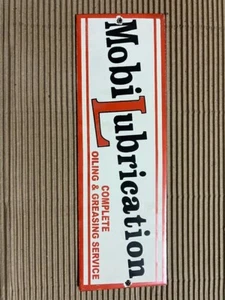 MobiLubrication
COMPLETE
OILING & GREASING SERVICE